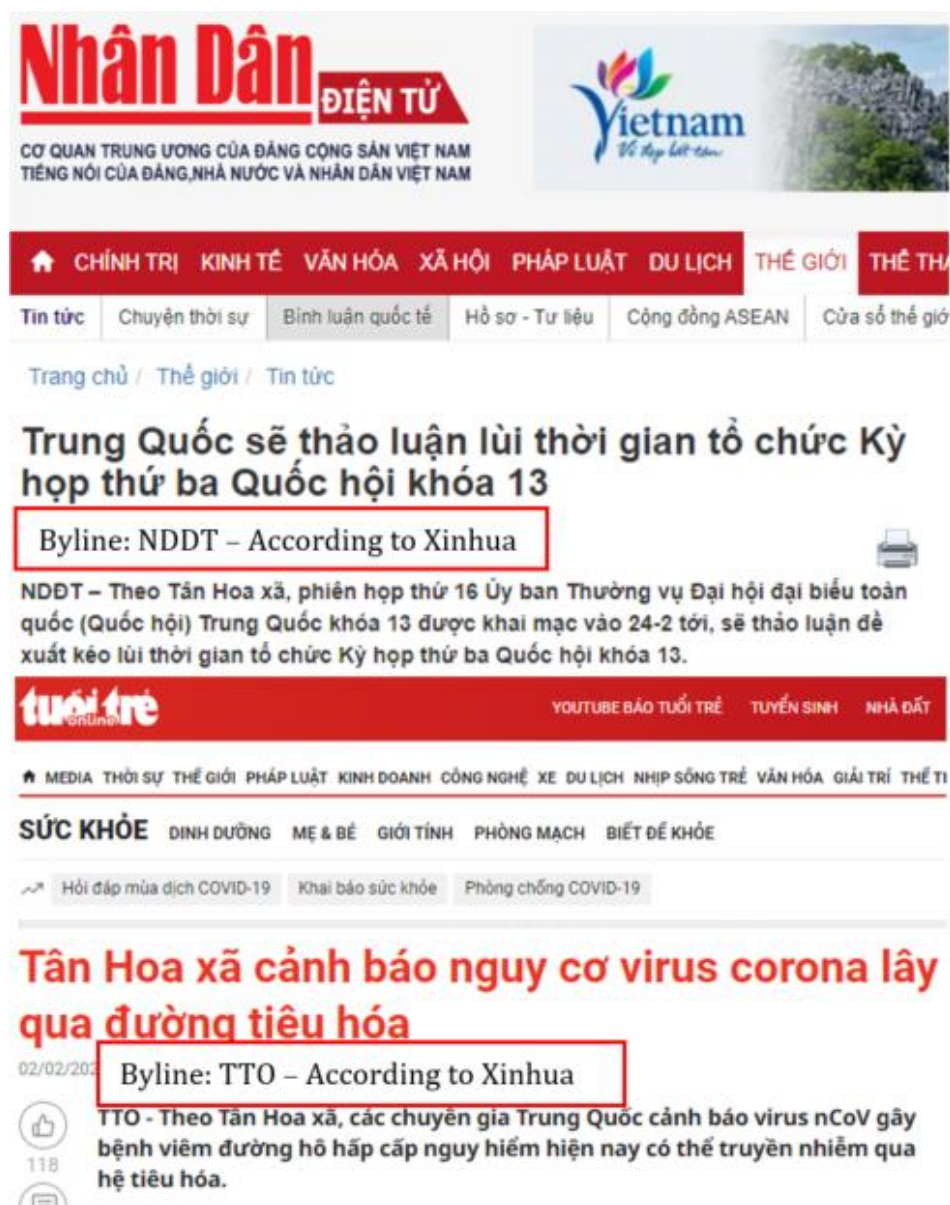 Nhân Dân
ĐIỆN TỬ
CƠ QUAN TRUNG ƯƠNG CỦA ĐẢNG CỘNG SẢN VIỆT NAM
TIẾNG NÓI CỦA ĐẢNG,NHÀ NƯỚC VÀ NHÂN DÂN VIỆT NAM
Vietnam
Vẻ đẹp bất tận
CHÍNH TRỊ KINH TẾ VĂN HÓA XÃ HỘI PHÁP LUẬT DU LỊCH THẾ GIỚI THỂ THA
Tin tức Chuyện thời sự Bình luận quốc tế Hồ sơ - Tư liệu Cộng đồng ASEAN Cửa sổ thế giớ
Trang chủ / Thế giới / Tin tức
Trung Quốc sẽ thảo luận lùi thời gian tổ chức Kỳ
họp thứ ba Quốc hội khóa 13
Byline: NDDT – According to Xinhua
NDĐT – Theo Tân Hoa xã, phiên họp thứ 16 Ủy ban Thường vụ Đại hội đại biểu toàn
quốc (Quốc hội) Trung Quốc khóa 13 được khai mạc vào 24-2 tới, sẽ thảo luận đề
xuất kéo lùi thời gian tổ chức Kỳ họp thứ ba Quốc hội khóa 13.
tuổi trẻ
online
YOUTUBE BÁO TUỔI TRẺ TUYỂN SINH NHÀ ĐẤT
MEDIA THỜI SỰ THẾ GIỚI PHÁP LUẬT KINH DOANH CÔNG NGHỆ XE DU LỊCH NHỊP SỐNG TRẺ VĂN HÓA GIẢI TRÍ THỂ T
SỨC KHỎE DINH DƯỠNG MẸ & BÉ GIỚI TÍNH PHÒNG MẠCH BIẾT ĐỂ KHỎE
Hỏi đáp mùa dịch COVID-19 Khai báo sức khỏe Phòng chống COVID-19
Tân Hoa xã cảnh báo nguy cơ virus corona lây
qua đường tiêu hóa
02/02/202
Byline: TTO – According to Xinhua
TTO - Theo Tân Hoa xã, các chuyên gia Trung Quốc cảnh báo virus nCoV gây
bệnh viêm đường hô hấp cấp nguy hiểm hiện nay có thể truyền nhiễm qua
hệ tiêu hóa.
118